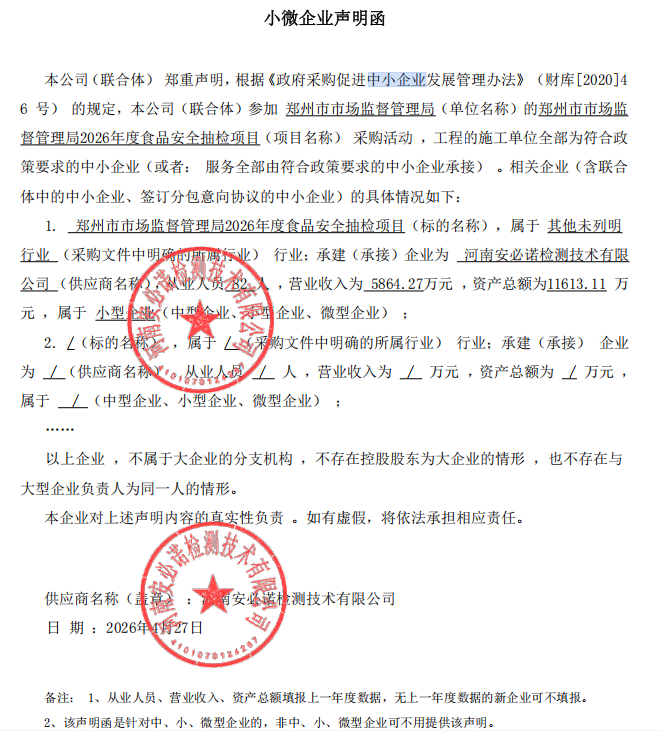 小微企业声明函
本公司（联合体） 郑重声明，根据《政府采购促进中小企业发展管理办法》（财库[2020]4
6 号） 的规定，本公司（联合体）参加 郑州市市场监督管理局（单位名称）的郑州市市场监
督管理局2026年度食品安全抽检项目（项目名称） 采购活动 ，工程的施工单位全部为符合政
策要求的中小企业（或者： 服务全部由符合政策要求的中小企业承接） 。相关企业（含联合
体中的中小企业、签订分包意向协议的中小企业）的具体情况如下：
1. 郑州市市场监督管理局2026年度食品安全抽检项目（标的名称），属于 其他未列明
行业 （采购文件中明确的所属行业） 行业；承建（承接）企业为 河南安必诺检测技术有限
公司（供应商名称），从业人员 82 人 ，营业收入为 5864.27万元 ，资产总额为11613.11 万
元 ，属于 小型企业（中型企业、小型企业、微型企业） ；
2. /（标的名称） ，属于 /（采购文件中明确的所属行业） 行业；承建（承接） 企业
为 / （供应商名称） ，从业人员 / 人 ，营业收入为 / 万元 ，资产总额为 / 万元 ，
属于 / （中型企业、小型企业、微型企业） ；
……
以上企业 ，不属于大企业的分支机构 ，不存在控股股东为大企业的情形 ，也不存在与
大型企业负责人为同一人的情形。
本企业对上述声明内容的真实性负责 。如有虚假，将依法承担相应责任。
河南安必诺检测技术有限公司
4101070124267
供应商名称（盖章） ：河南安必诺检测技术有限公司
日 期 ：2026年4月27日
河南安必诺检测技术有限公司
4101070124267
备注： 1、从业人员、营业收入、资产总额填报上一年度数据，无上一年度数据的新企业可不填报。
2、该声明函是针对中、小、微型企业的，非中、小、微型企业可不用提供该声明。